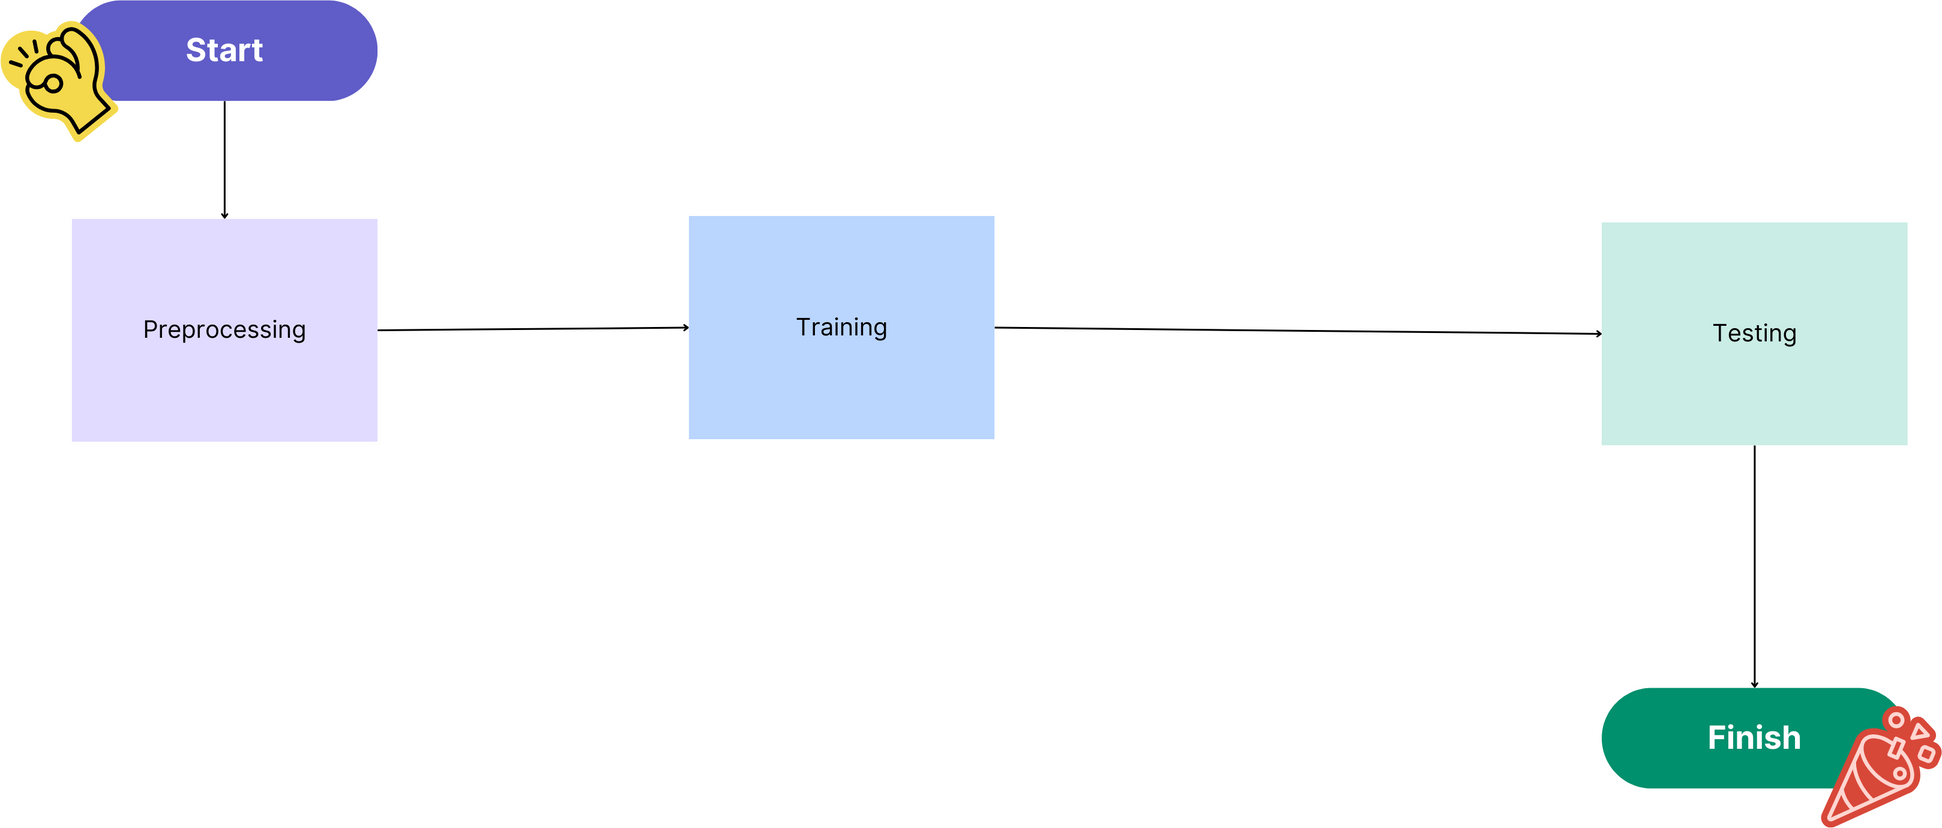 Start
Preprocessing
Training
Testing
Finish